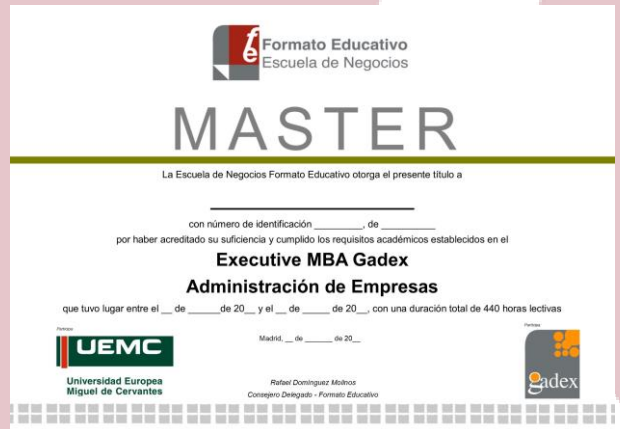 fe Formato Educativo
Escuela de Negocios
MASTER
La Escuela de Negocios Formato Educativo otorga el presente título a
con número de identificación _________, de __________
por haber acreditado su suficiencia y cumplido los requisitos académicos establecidos en el
Executive MBA Gadex
Administración de Empresas
que tuvo lugar entre el __ de ______de 20__ y el __ de _____ de 20__, con una duración total de 440 horas lectivas
Participa:
UEMC
Universidad Europea
Miguel de Cervantes
Madrid, __ de ______ de 20__
Rafael Domínguez Molinos
Consejero Delegado - Formato Educativo
Participa:
gadex